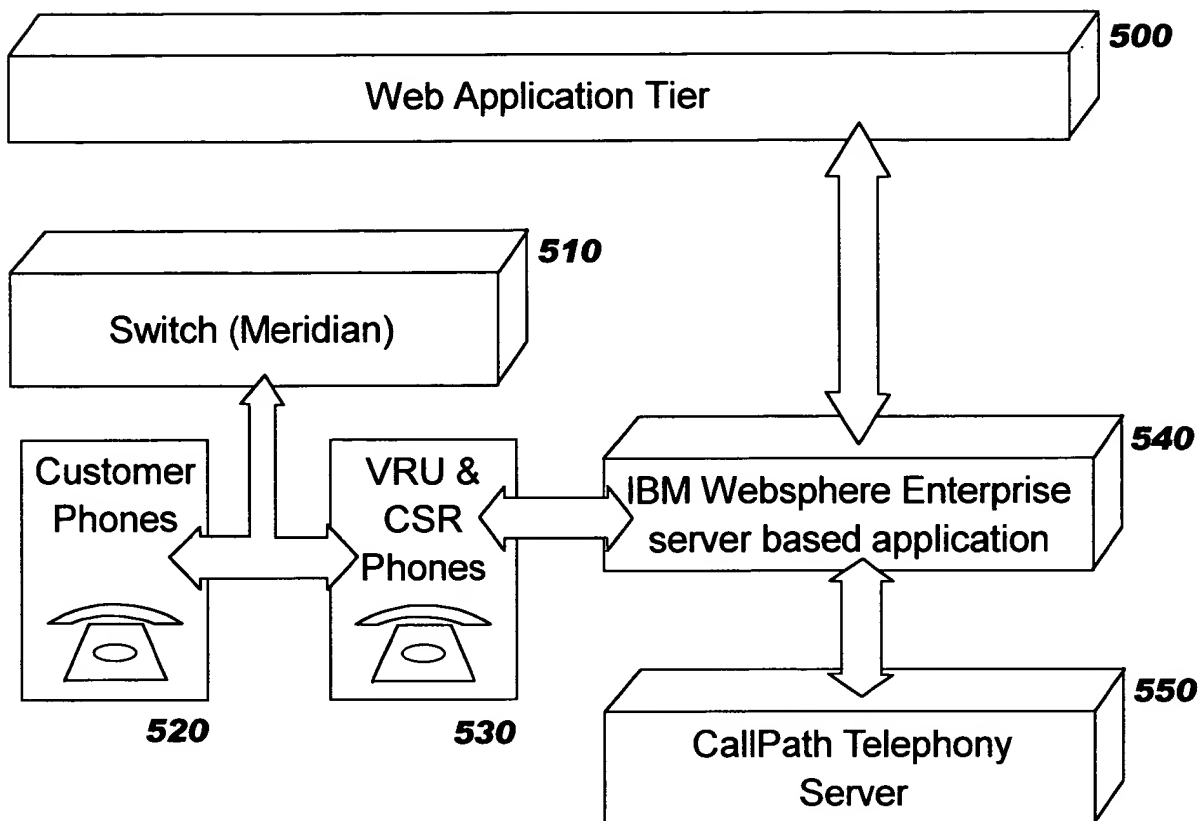 500
Web Application Tier
510
Switch (Meridian)
540
Customer
Phones
VRU &
CSR
Phones
IBM Websphere Enterprise
server based application
550
520
530
CallPath Telephony
Server